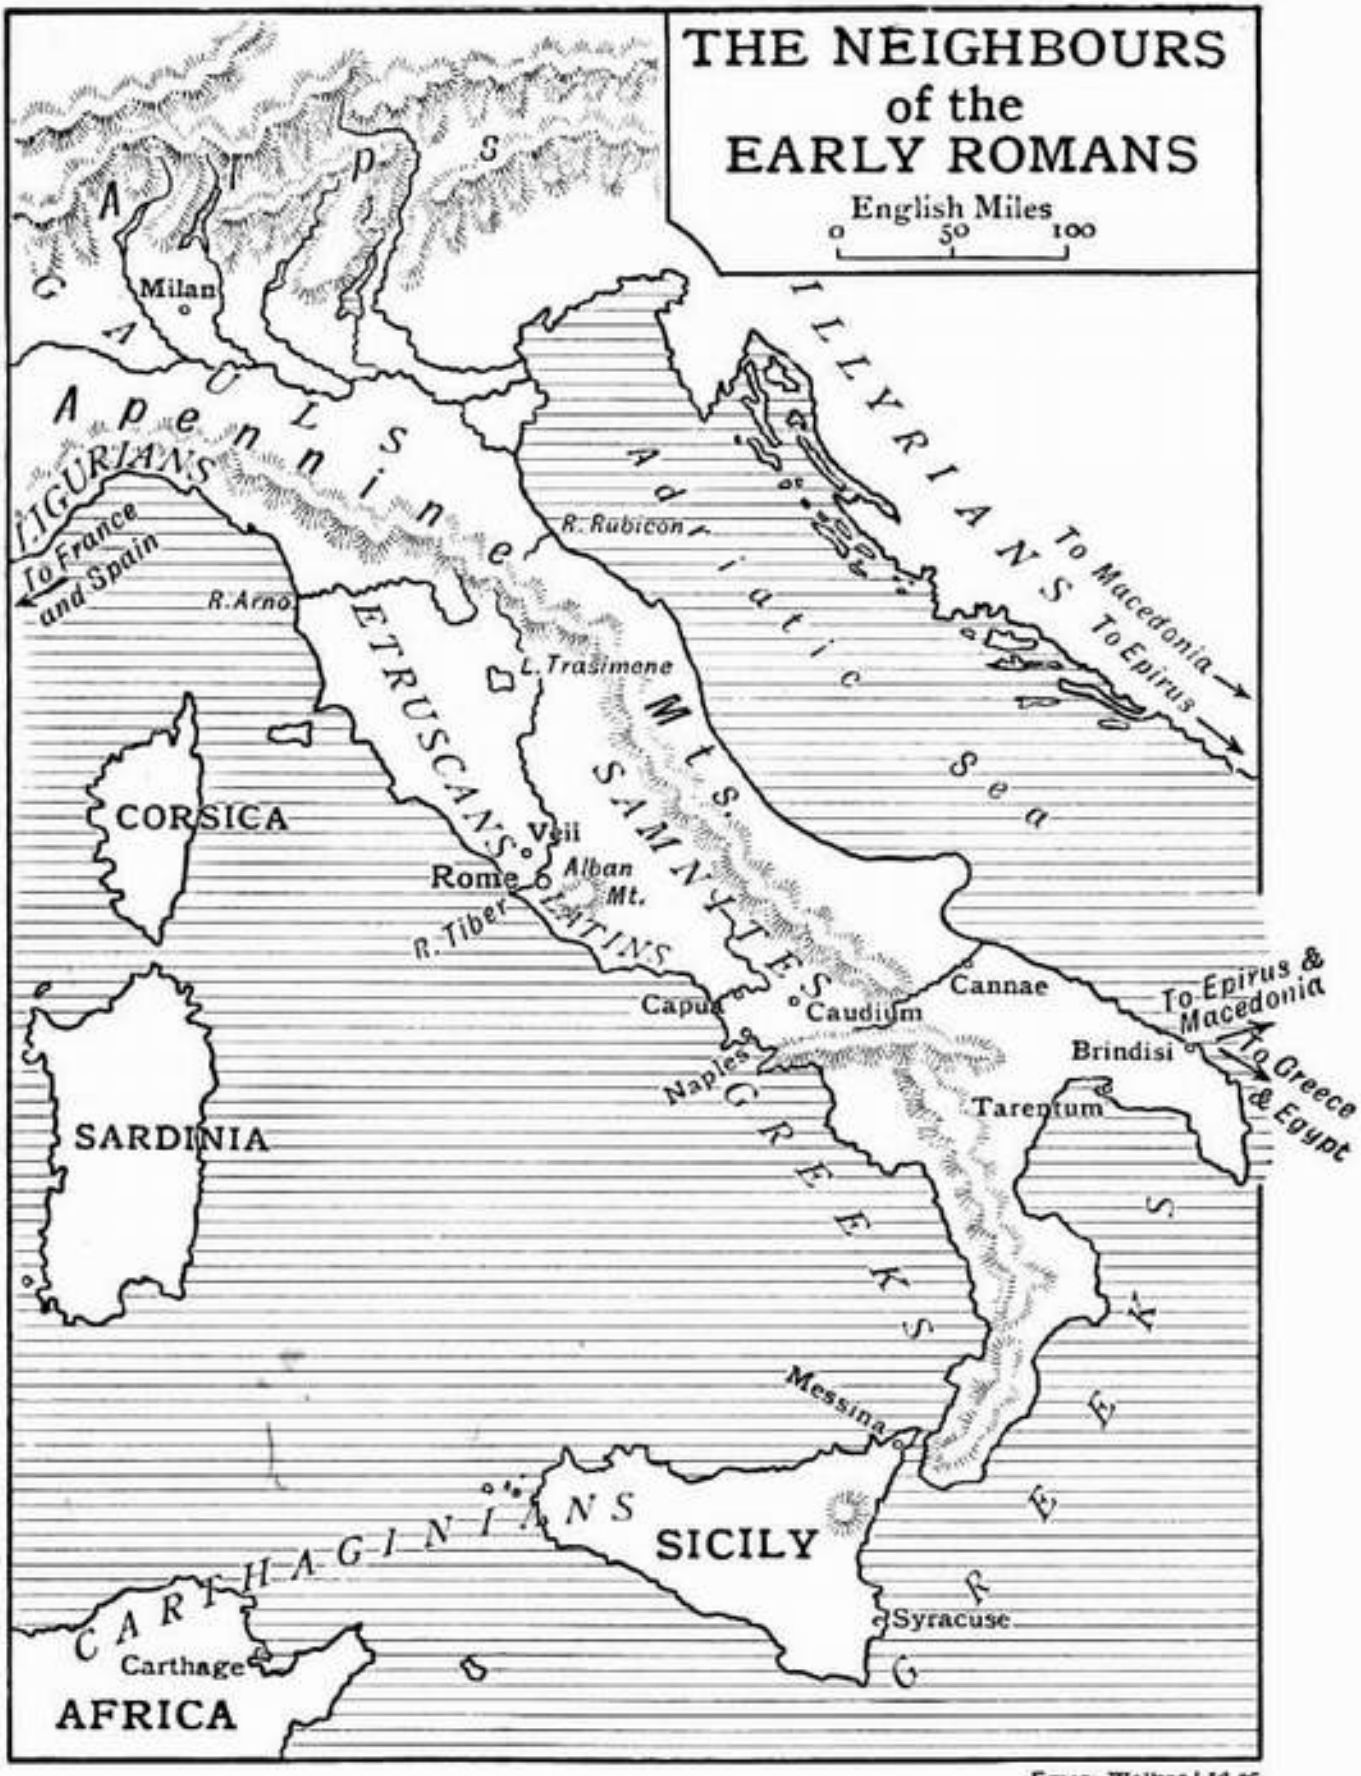 THE NEIGHBOURS
of the
EARLY ROMANS
English Miles
0 50 100
Alps
GAULS
Milan
Apennine Mts.
LIGURIANS
To France
and Spain
ILLYRIANS
Adriatic Sea
R. Rubicon
To Macedonia
To Epirus
R. Arno
ETRUSCANS
L. Trasimene
SAMNITES
CORSICA
Veii
Rome
Alban
Mt.
R. Tiber
LATINS
Capua
Caudium
Cannae
Naples
To Epirus &
Macedonia
Brindisi
To Greece
& Egypt
Tarentum
SARDINIA
GREEKS
GREEKS
Messina
CARTHAGINIANS
SICILY
Syracuse
Carthage
AFRICA